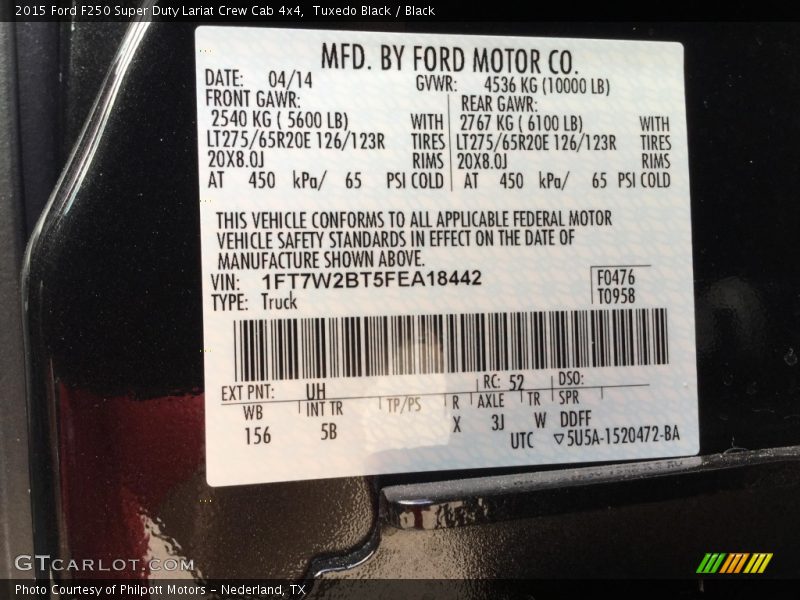 2015 Ford F250 Super Duty Lariat Crew Cab 4x4, Tuxedo Black / Black
MFD. BY FORD MOTOR CO.
DATE: 04/14 GVWR: 4536 KG (10000 LB)
FRONT GAWR: REAR GAWR:
2540 KG ( 5600 LB) WITH 2767 KG ( 6100 LB) WITH
LT275/65R20E 126/123R TIRES LT275/65R20E 126/123R TIRES
20X8.0J RIMS 20X8.0J RIMS
AT 450 kPa/ 65 PSI COLD AT 450 kPa/ 65 PSI COLD
THIS VEHICLE CONFORMS TO ALL APPLICABLE FEDERAL MOTOR
VEHICLE SAFETY STANDARDS IN EFFECT ON THE DATE OF
MANUFACTURE SHOWN ABOVE.
VIN: 1FT7W2BT5FEA18442 F0476
TYPE: Truck T0958
EXT PNT: UH RC: 52 DSO:
WB INT TR TP/PS R AXLE TR SPR
156 5B X 3J W DDFF
UTC ▽5U5A-1520472-BA
GTCARLOT.COM
Photo Courtesy of Philpott Motors – Nederland, TX